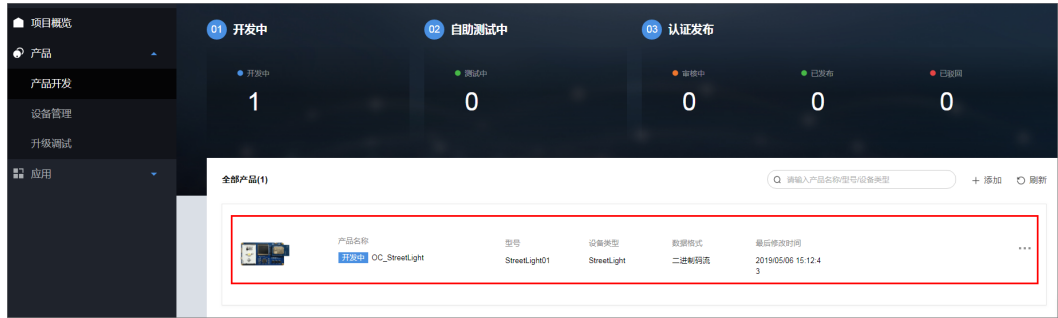 项目概览
产品
产品开发
设备管理
升级调试
应用
01 开发中
02 自助测试中
03 认证发布
开发中
测试中
审核中
已发布
已驳回
1
0
0
0
0
全部产品(1)
请输入产品名称/型号/设备类型
+ 添加
刷新
产品名称
型号
设备类型
数据格式
最后修改时间
开发中 OC_StreetLight
StreetLight01
StreetLight
二进制码流
2019/05/06 15:12:4
3